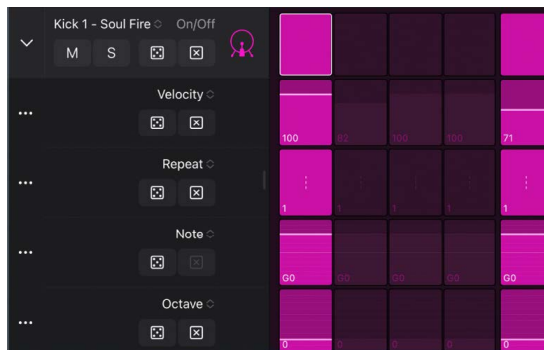 Kick 1 - Soul Fire On/Off
M S
Velocity
100 82 100 100 71
Repeat
1 1 1 1 1
Note
G0 G0 G0 G0 G0
Octave
0 0 0 0 0